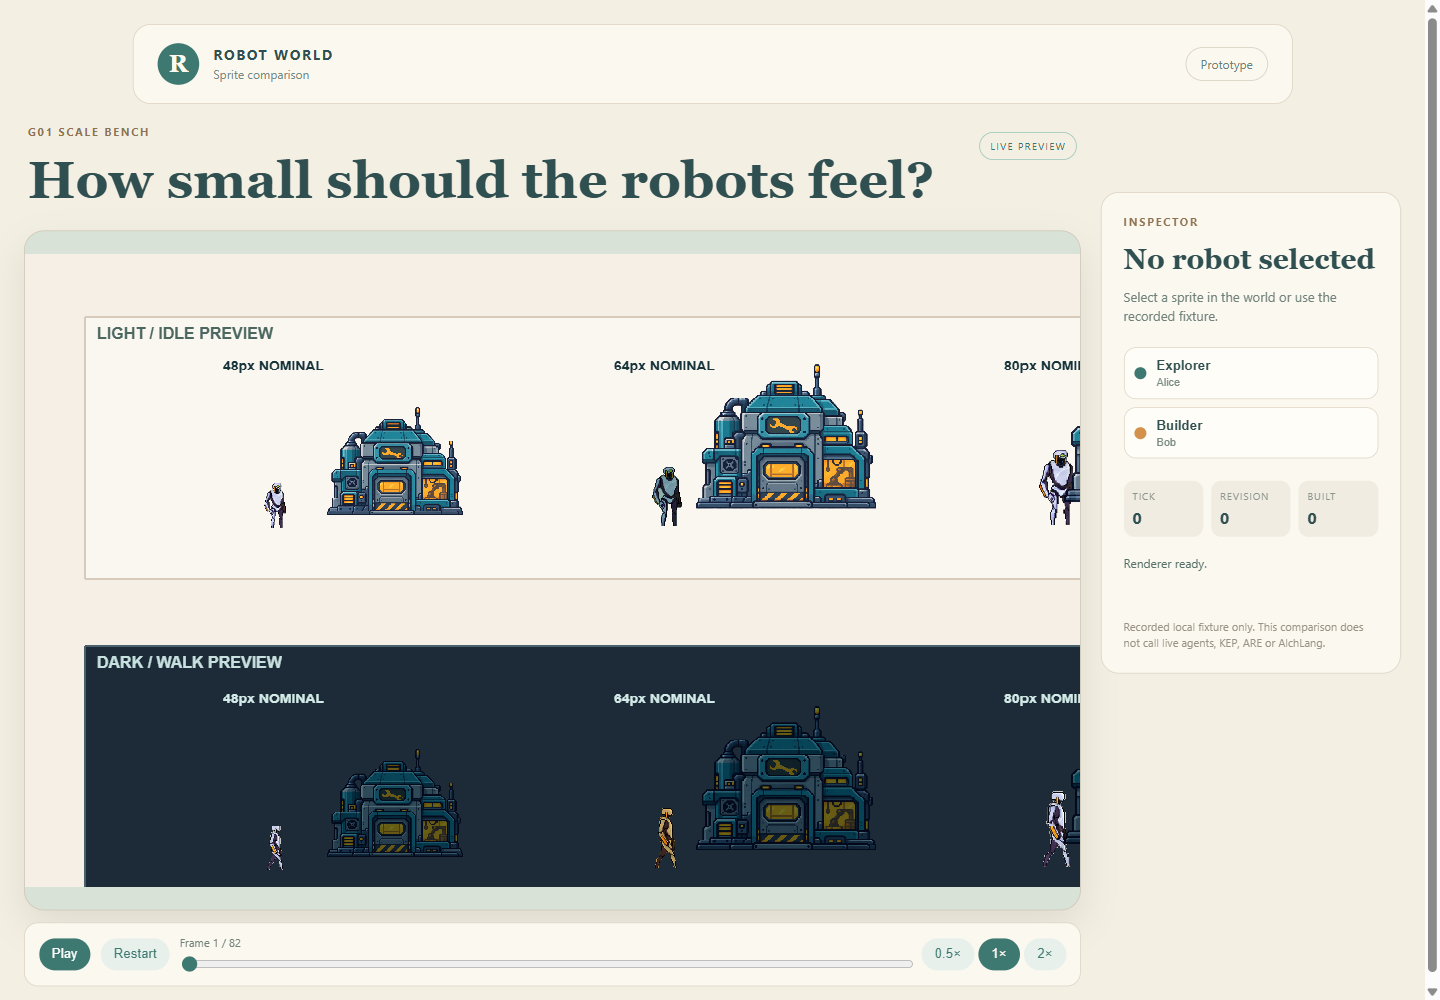 R
ROBOT WORLD
Sprite comparison
Prototype
G01 SCALE BENCH
How small should the robots feel?
LIVE PREVIEW
LIGHT / IDLE PREVIEW
48px NOMINAL
64px NOMINAL
80px NOMI
DARK / WALK PREVIEW
48px NOMINAL
64px NOMINAL
80px NOMI
Play
Restart
Frame 1 / 82
0.5×
1×
2×
INSPECTOR
No robot selected
Select a sprite in the world or use the
recorded fixture.
Explorer
Alice
Builder
Bob
TICK
0
REVISION
0
BUILT
0
Renderer ready.
Recorded local fixture only. This comparison does
not call live agents, KEP, ARE or AlchLang.